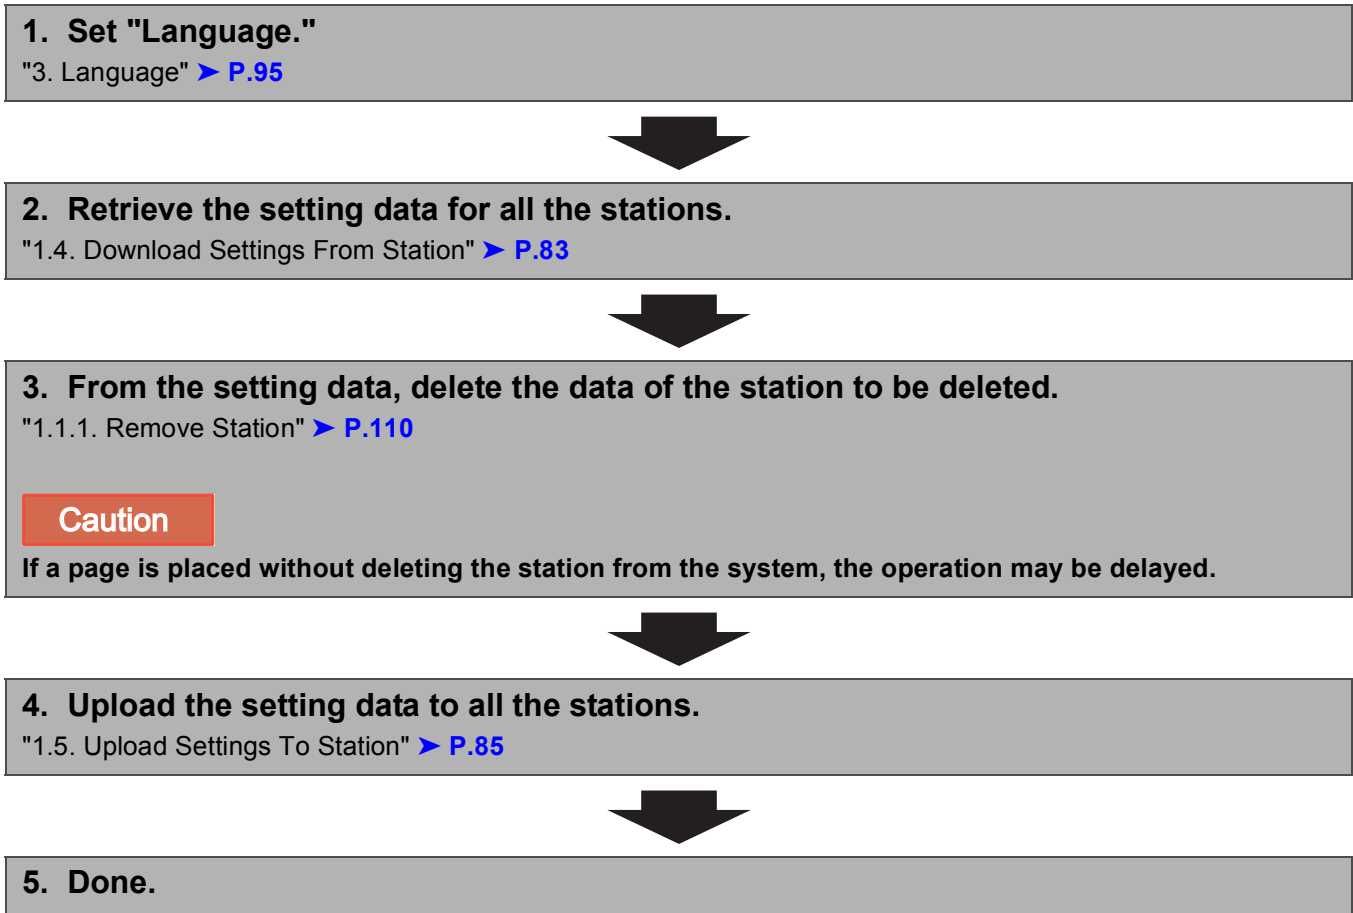 1. Set "Language."
"3. Language" ➤ P.95
2. Retrieve the setting data for all the stations.
"1.4. Download Settings From Station" ➤ P.83
3. From the setting data, delete the data of the station to be deleted.
"1.1.1. Remove Station" ➤ P.110
Caution
If a page is placed without deleting the station from the system, the operation may be delayed.
4. Upload the setting data to all the stations.
"1.5. Upload Settings To Station" ➤ P.85
5. Done.